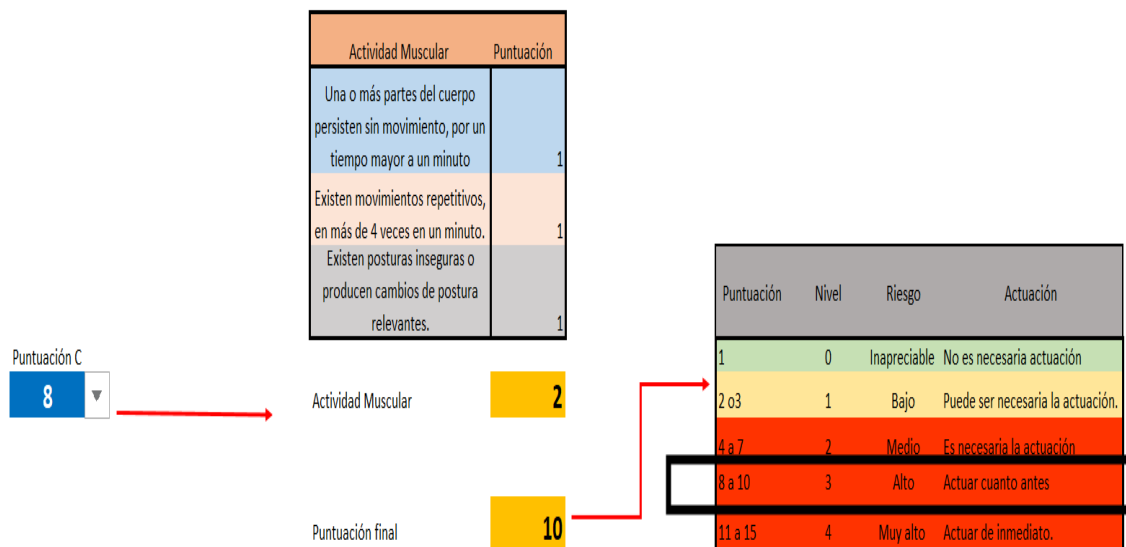 Actividad Muscular Puntuación
Una o más partes del cuerpo
persisten sin movimiento, por un
tiempo mayor a un minuto 1
Existen movimientos repetitivos,
en más de 4 veces en un minuto. 1
Existen posturas inseguras o
producen cambios de postura
relevantes. 1
Puntuación C
8
Actividad Muscular 2
Puntuación final 10
Puntuación Nivel Riesgo Actuación
1 0 Inapreciable No es necesaria actuación
2 o3 1 Bajo Puede ser necesaria la actuación.
4 a 7 2 Medio Es necesaria la actuación
8 a 10 3 Alto Actuar cuanto antes
11 a 15 4 Muy alto Actuar de inmediato.